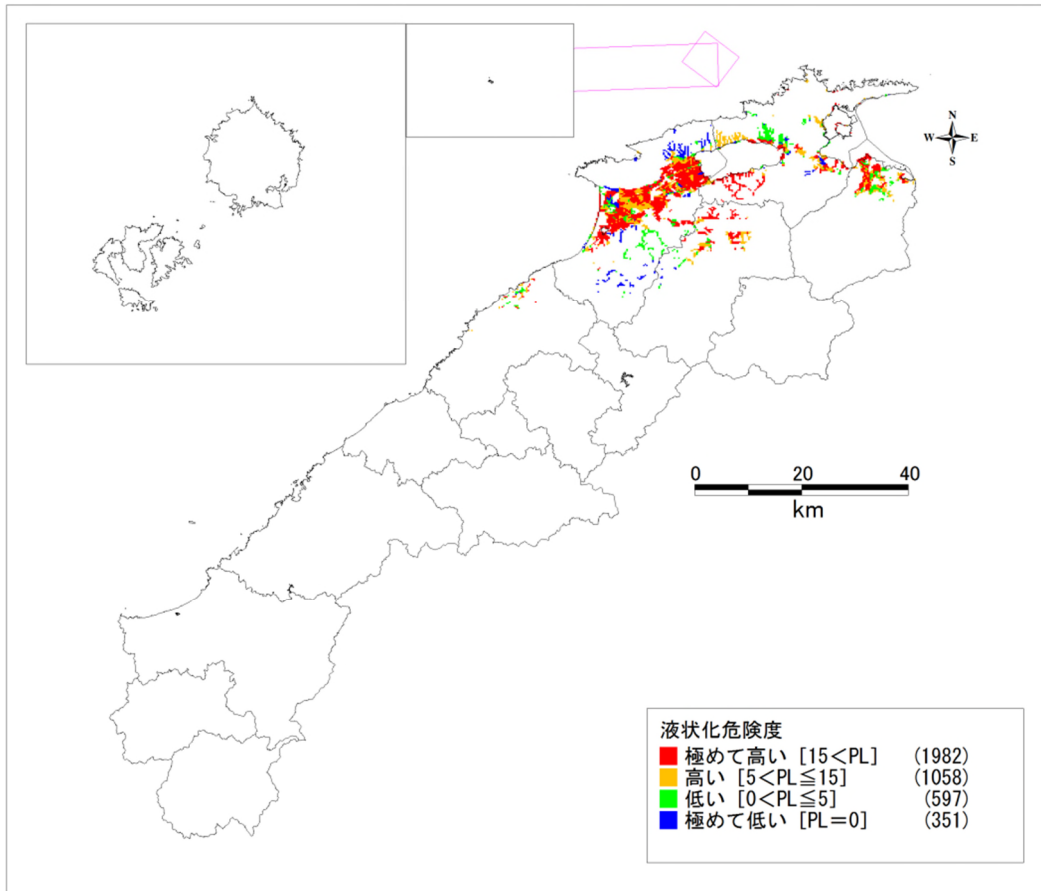 N
W E
S
0 20 40
km
液状化危険度
極めて高い [15<PL] (1982)
高い [5<PL≦15] (1058)
低い [0<PL≦5] (597)
極めて低い [PL=0] (351)